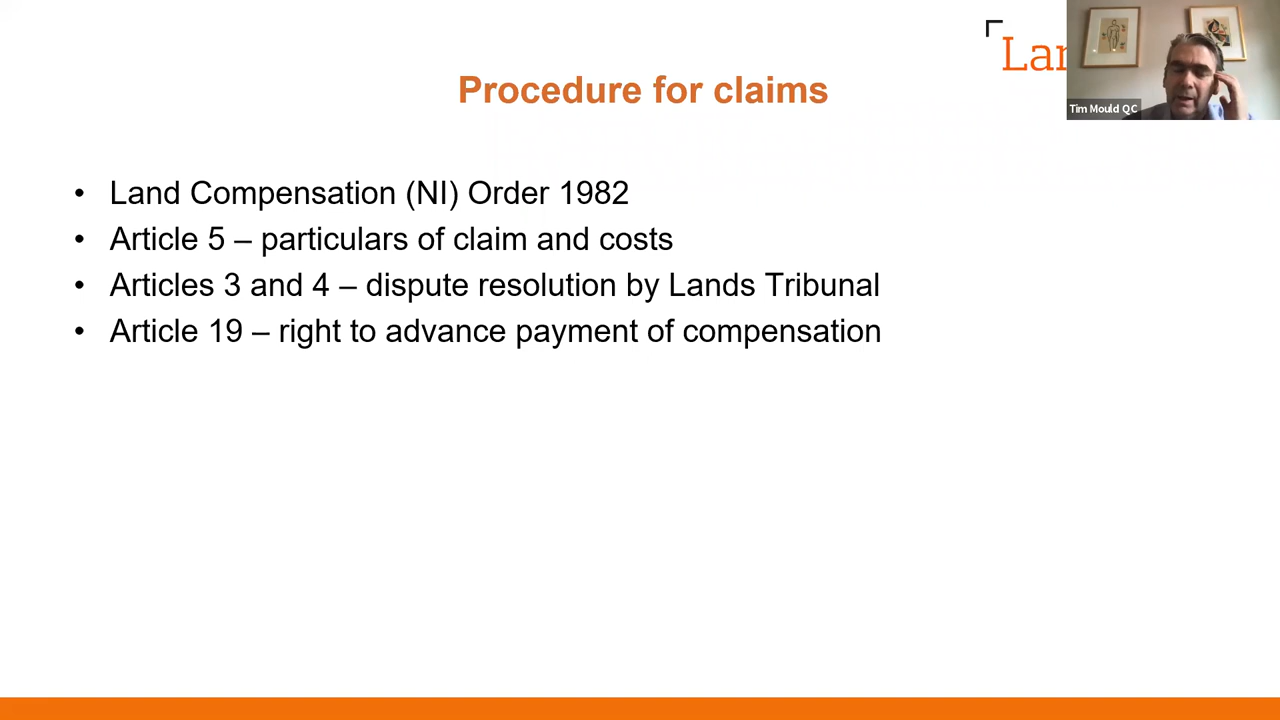 Procedure for claims
Tim Mould QC
• Land Compensation (NI) Order 1982
• Article 5 – particulars of claim and costs
• Articles 3 and 4 – dispute resolution by Lands Tribunal
• Article 19 – right to advance payment of compensation